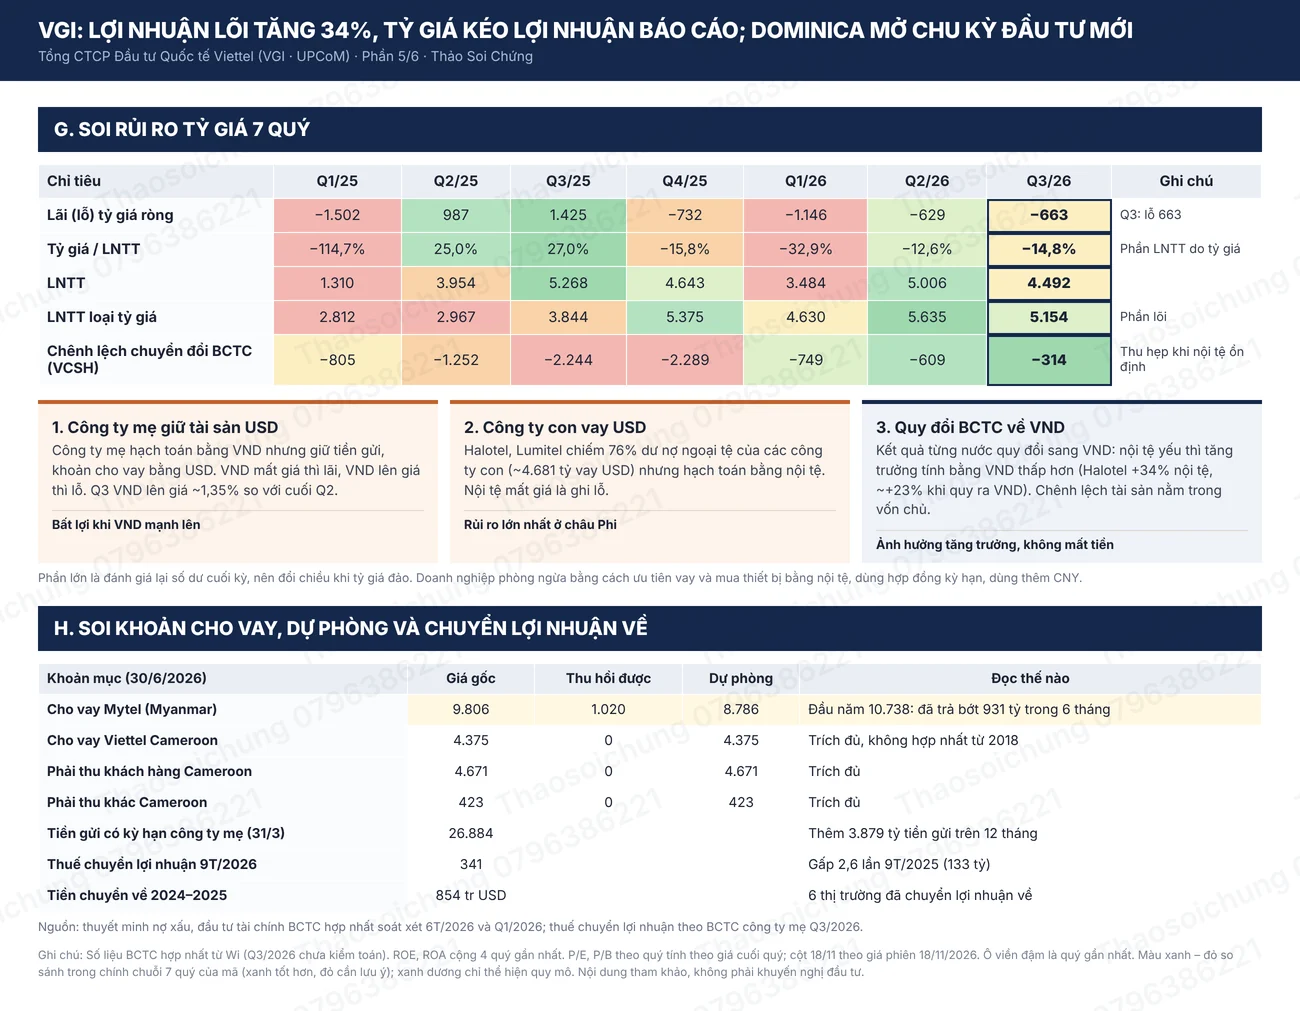 VGI: LỢI NHUẬN LÕI TĂNG 34%, TỶ GIÁ KÉO LỢI NHUẬN BÁO CÁO; DOMINICA MỞ CHU KỲ ĐẦU TƯ MỚI
Tổng CTCP Đầu tư Quốc tế Viettel (VGI · UPCoM) · Phần 5/6 · Thảo Soi Chứng
G. SOI RỦI RO TỶ GIÁ 7 QUÝ
Chỉ tiêu Q1/25 Q2/25 Q3/25 Q4/25 Q1/26 Q2/26 Q3/26 Ghi chú
Lãi (lỗ) tỷ giá ròng −1.502 987 1.425 −732 −1.146 −629 −663 Q3: lỗ 663
Tỷ giá / LNTT −114,7% 25,0% 27,0% −15,8% −32,9% −12,6% −14,8% Phần LNTT do tỷ giá
LNTT 1.310 3.954 5.268 4.643 3.484 5.006 4.492
LNTT loại tỷ giá 2.812 2.967 3.844 5.375 4.630 5.635 5.154 Phần lõi
Chênh lệch chuyển đổi BCTC (VCSH) −805 −1.252 −2.244 −2.289 −749 −609 −314 Thu hẹp khi nội tệ ổn định
1. Công ty mẹ giữ tài sản USD
Công ty mẹ hạch toán bằng VND nhưng giữ tiền gửi,
khoản cho vay bằng USD. VND mất giá thì lãi, VND lên giá
thì lỗ. Q3 VND lên giá ~1,35% so với cuối Q2.
Bất lợi khi VND mạnh lên
2. Công ty con vay USD
Halotel, Lumitel chiếm 76% dư nợ ngoại tệ của các công
ty con (~4.681 tỷ vay USD) nhưng hạch toán bằng nội tệ.
Nội tệ mất giá là ghi lỗ.
Rủi ro lớn nhất ở châu Phi
3. Quy đổi BCTC về VND
Kết quả từng nước quy đổi sang VND: nội tệ yếu thì tăng
trưởng tính bằng VND thấp hơn (Halotel +34% nội tệ,
~+23% khi quy ra VND). Chênh lệch tài sản nằm trong
vốn chủ.
Ảnh hưởng tăng trưởng, không mất tiền
Phần lớn là đánh giá lại số dư cuối kỳ, nên đổi chiều khi tỷ giá đảo. Doanh nghiệp phòng ngừa bằng cách ưu tiên vay và mua thiết bị bằng nội tệ, dùng hợp đồng kỳ hạn, dùng thêm CNY.
H. SOI KHOẢN CHO VAY, DỰ PHÒNG VÀ CHUYỂN LỢI NHUẬN VỀ
Khoản mục (30/6/2026) Giá gốc Thu hồi được Dự phòng Đọc thế nào
Cho vay Mytel (Myanmar) 9.806 1.020 8.786 Đầu năm 10.738: đã trả bớt 931 tỷ trong 6 tháng
Cho vay Viettel Cameroon 4.375 0 4.375 Trích đủ, không hợp nhất từ 2018
Phải thu khách hàng Cameroon 4.671 0 4.671 Trích đủ
Phải thu khác Cameroon 423 0 423 Trích đủ
Tiền gửi có kỳ hạn công ty mẹ (31/3) 26.884 Thêm 3.879 tỷ tiền gửi trên 12 tháng
Thuế chuyển lợi nhuận 9T/2026 341 Gấp 2,6 lần 9T/2025 (133 tỷ)
Tiền chuyển về 2024–2025 854 tr USD 6 thị trường đã chuyển lợi nhuận về
Nguồn: thuyết minh nợ xấu, đầu tư tài chính BCTC hợp nhất soát xét 6T/2026 và Q1/2026; thuế chuyển lợi nhuận theo BCTC công ty mẹ Q3/2026.
Ghi chú: Số liệu BCTC hợp nhất từ Wi (Q3/2026 chưa kiểm toán). ROE, ROA cộng 4 quý gần nhất. P/E, P/B theo quý tính theo giá cuối quý; cột 18/11 theo giá phiên 18/11/2026. Ô viền đậm là quý gần nhất. Màu xanh – đỏ so
sánh trong chính chuỗi 7 quý của mã (xanh tốt hơn, đỏ cần lưu ý); xanh dương chỉ thể hiện quy mô. Nội dung tham khảo, không phải khuyến nghị đầu tư.
Thaosoichung 0796386221